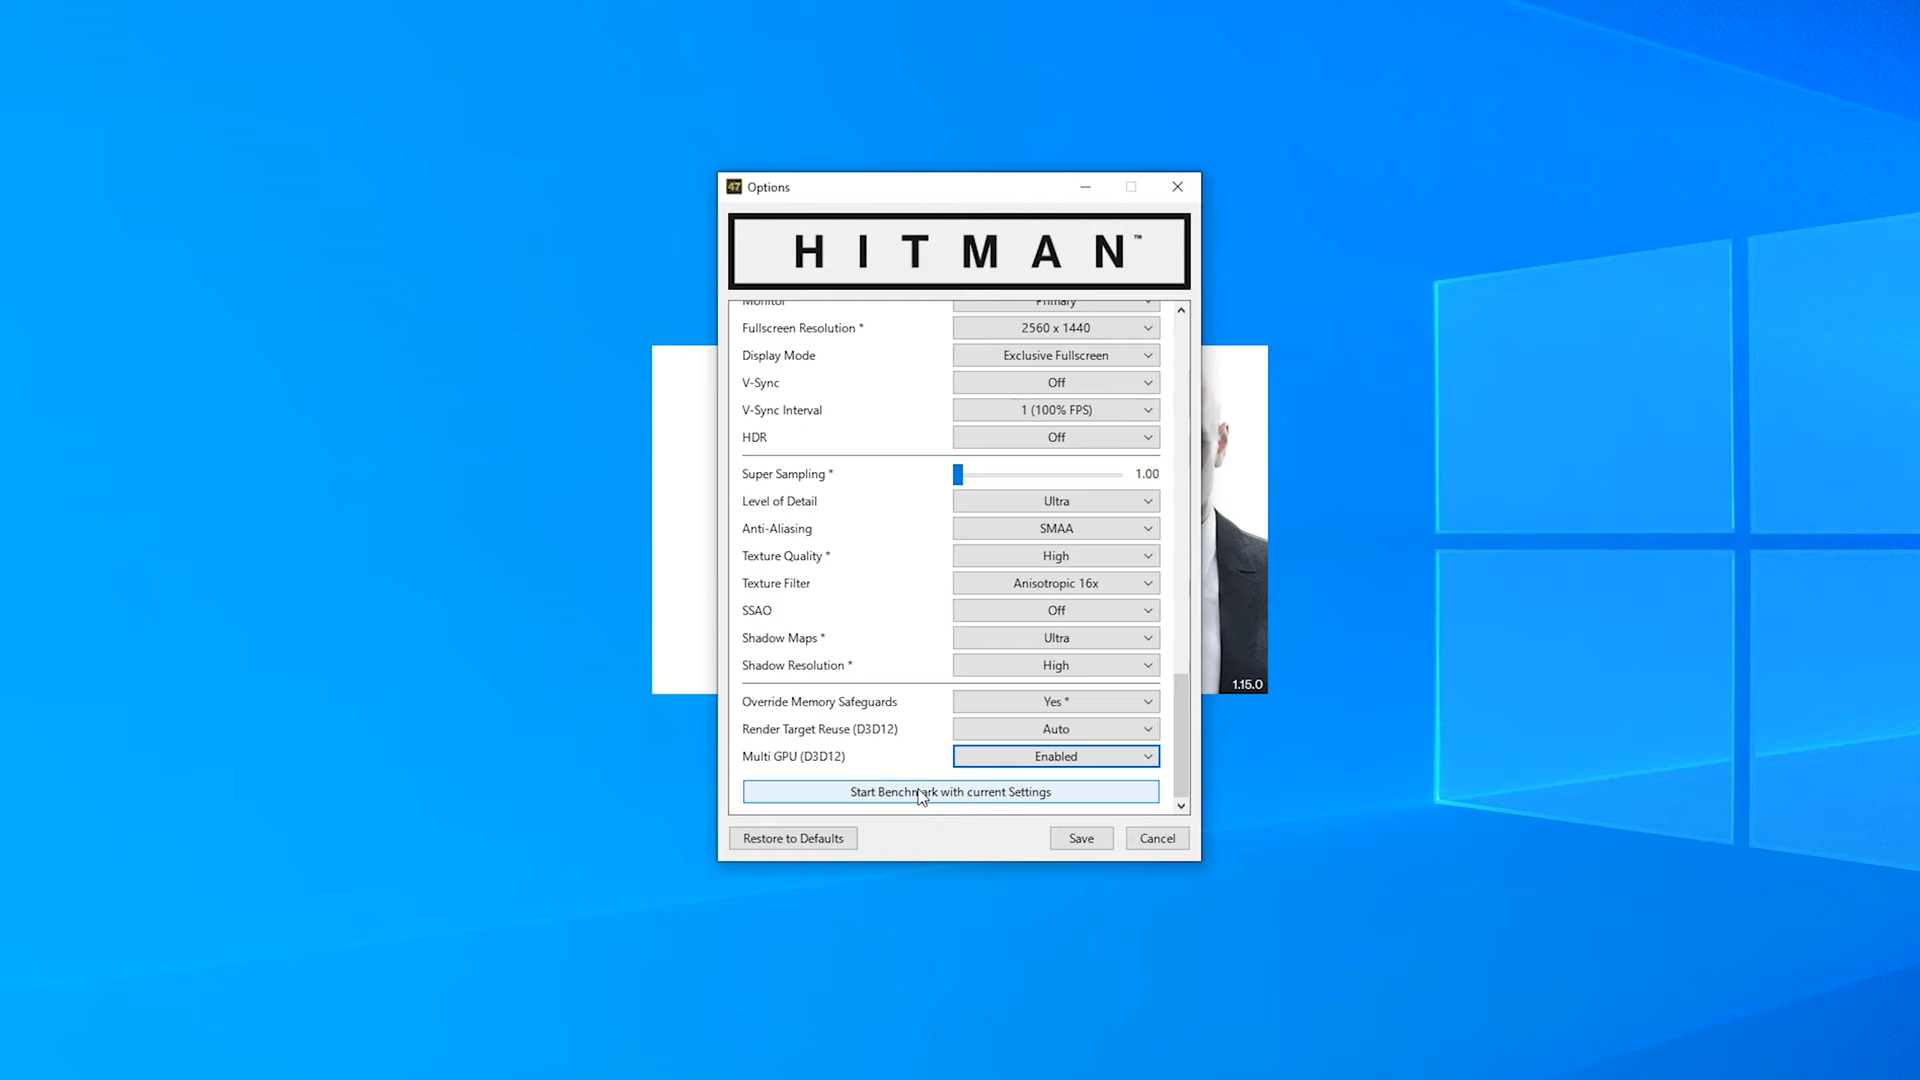 47 Options
HITMAN™
Monitor Primary
Fullscreen Resolution * 2560 x 1440
Display Mode Exclusive Fullscreen
V-Sync Off
V-Sync Interval 1 (100% FPS)
HDR Off
Super Sampling * 1.00
Level of Detail Ultra
Anti-Aliasing SMAA
Texture Quality * High
Texture Filter Anisotropic 16x
SSAO Off
Shadow Maps * Ultra
Shadow Resolution * High
1.15.0
Override Memory Safeguards Yes *
Render Target Reuse (D3D12) Auto
Multi GPU (D3D12) Enabled
Start Benchmark with current Settings
Restore to Defaults Save Cancel